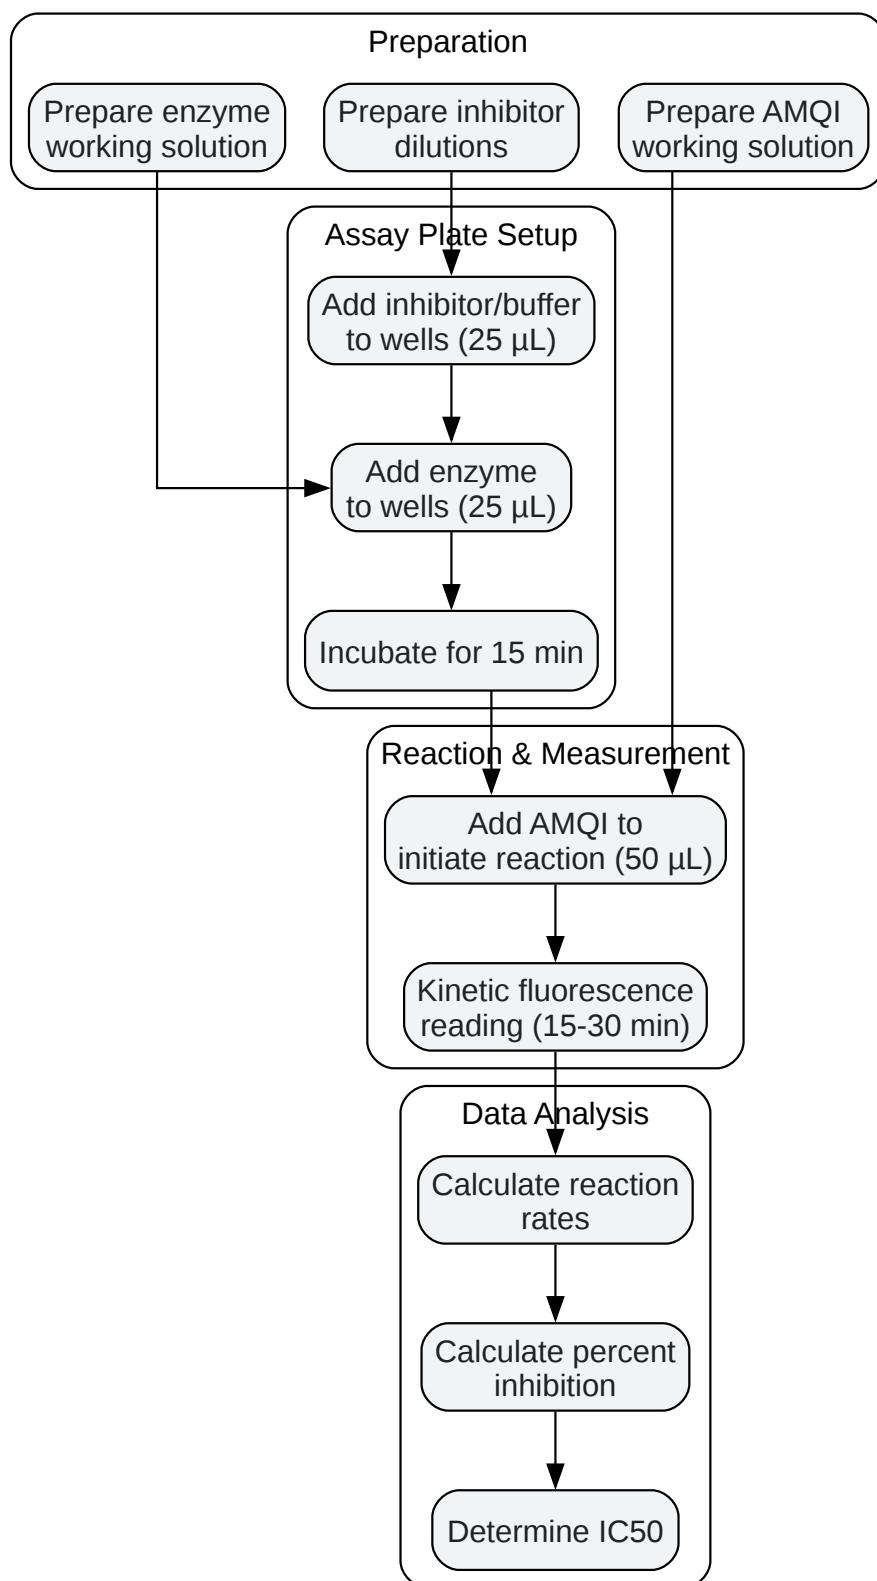 Preparation
Prepare enzyme
working solution
Prepare inhibitor
dilutions
Prepare AMQI
working solution
Assay Plate Setup
Add inhibitor/buffer
to wells (25 µL)
Add enzyme
to wells (25 µL)
Incubate for 15 min
Reaction & Measurement
Add AMQI to
initiate reaction (50 µL)
Kinetic fluorescence
reading (15-30 min)
Data Analysis
Calculate reaction
rates
Calculate percent
inhibition
Determine IC50